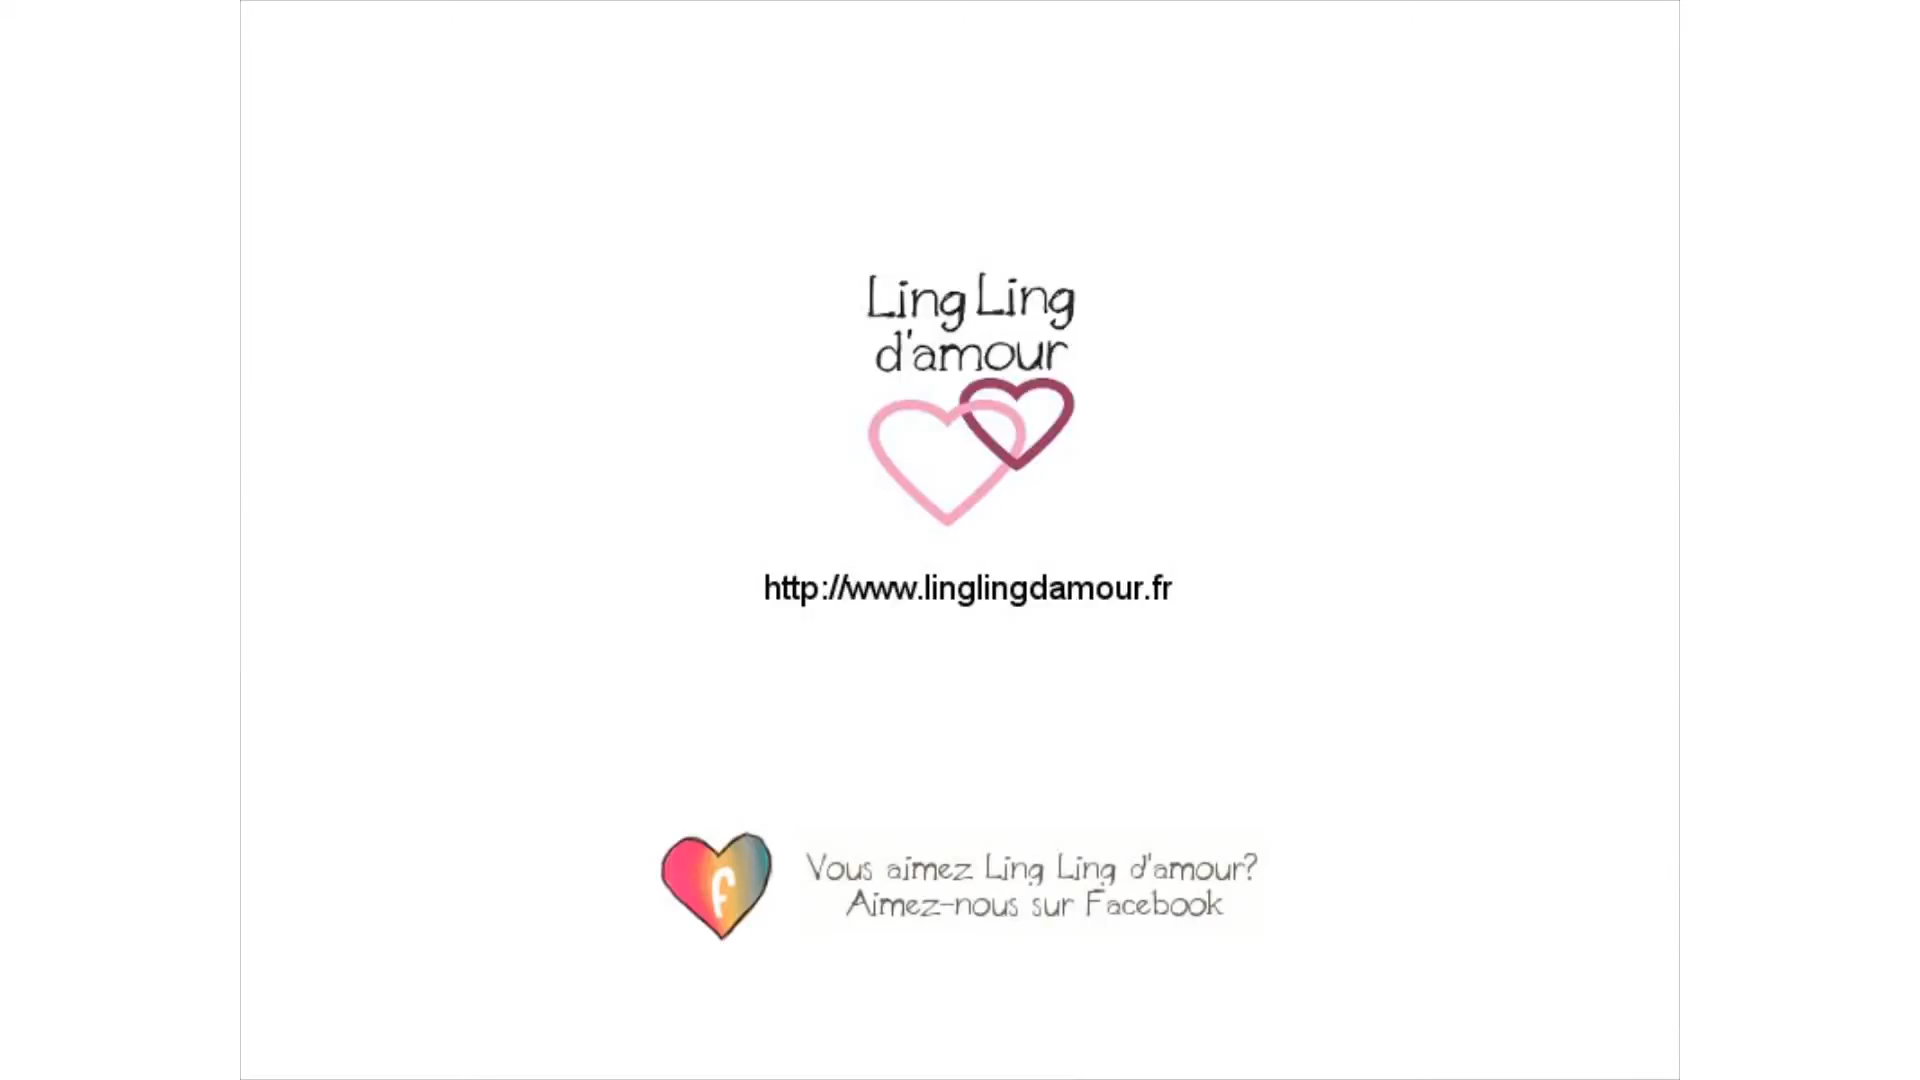 Ling Ling
d'amour
http://www.linglingdamour.fr
f
Vous aimez Ling Ling d'amour?
Aimez-nous sur Facebook